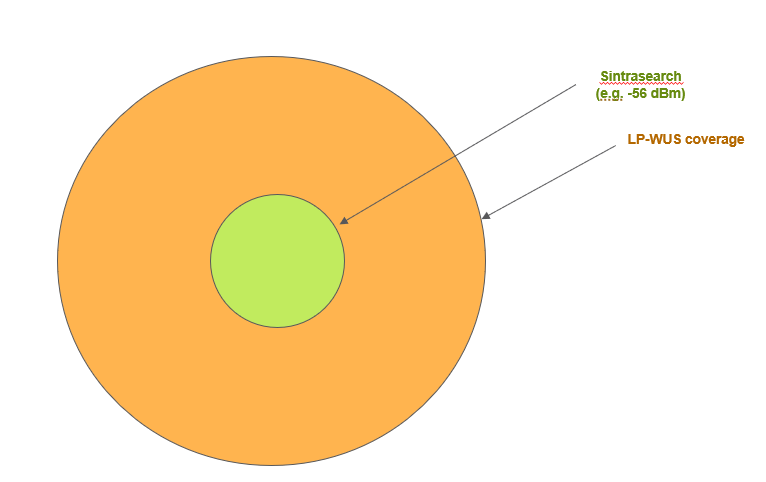 Sintrasearch
(e.g. -56 dBm)
LP-WUS coverage